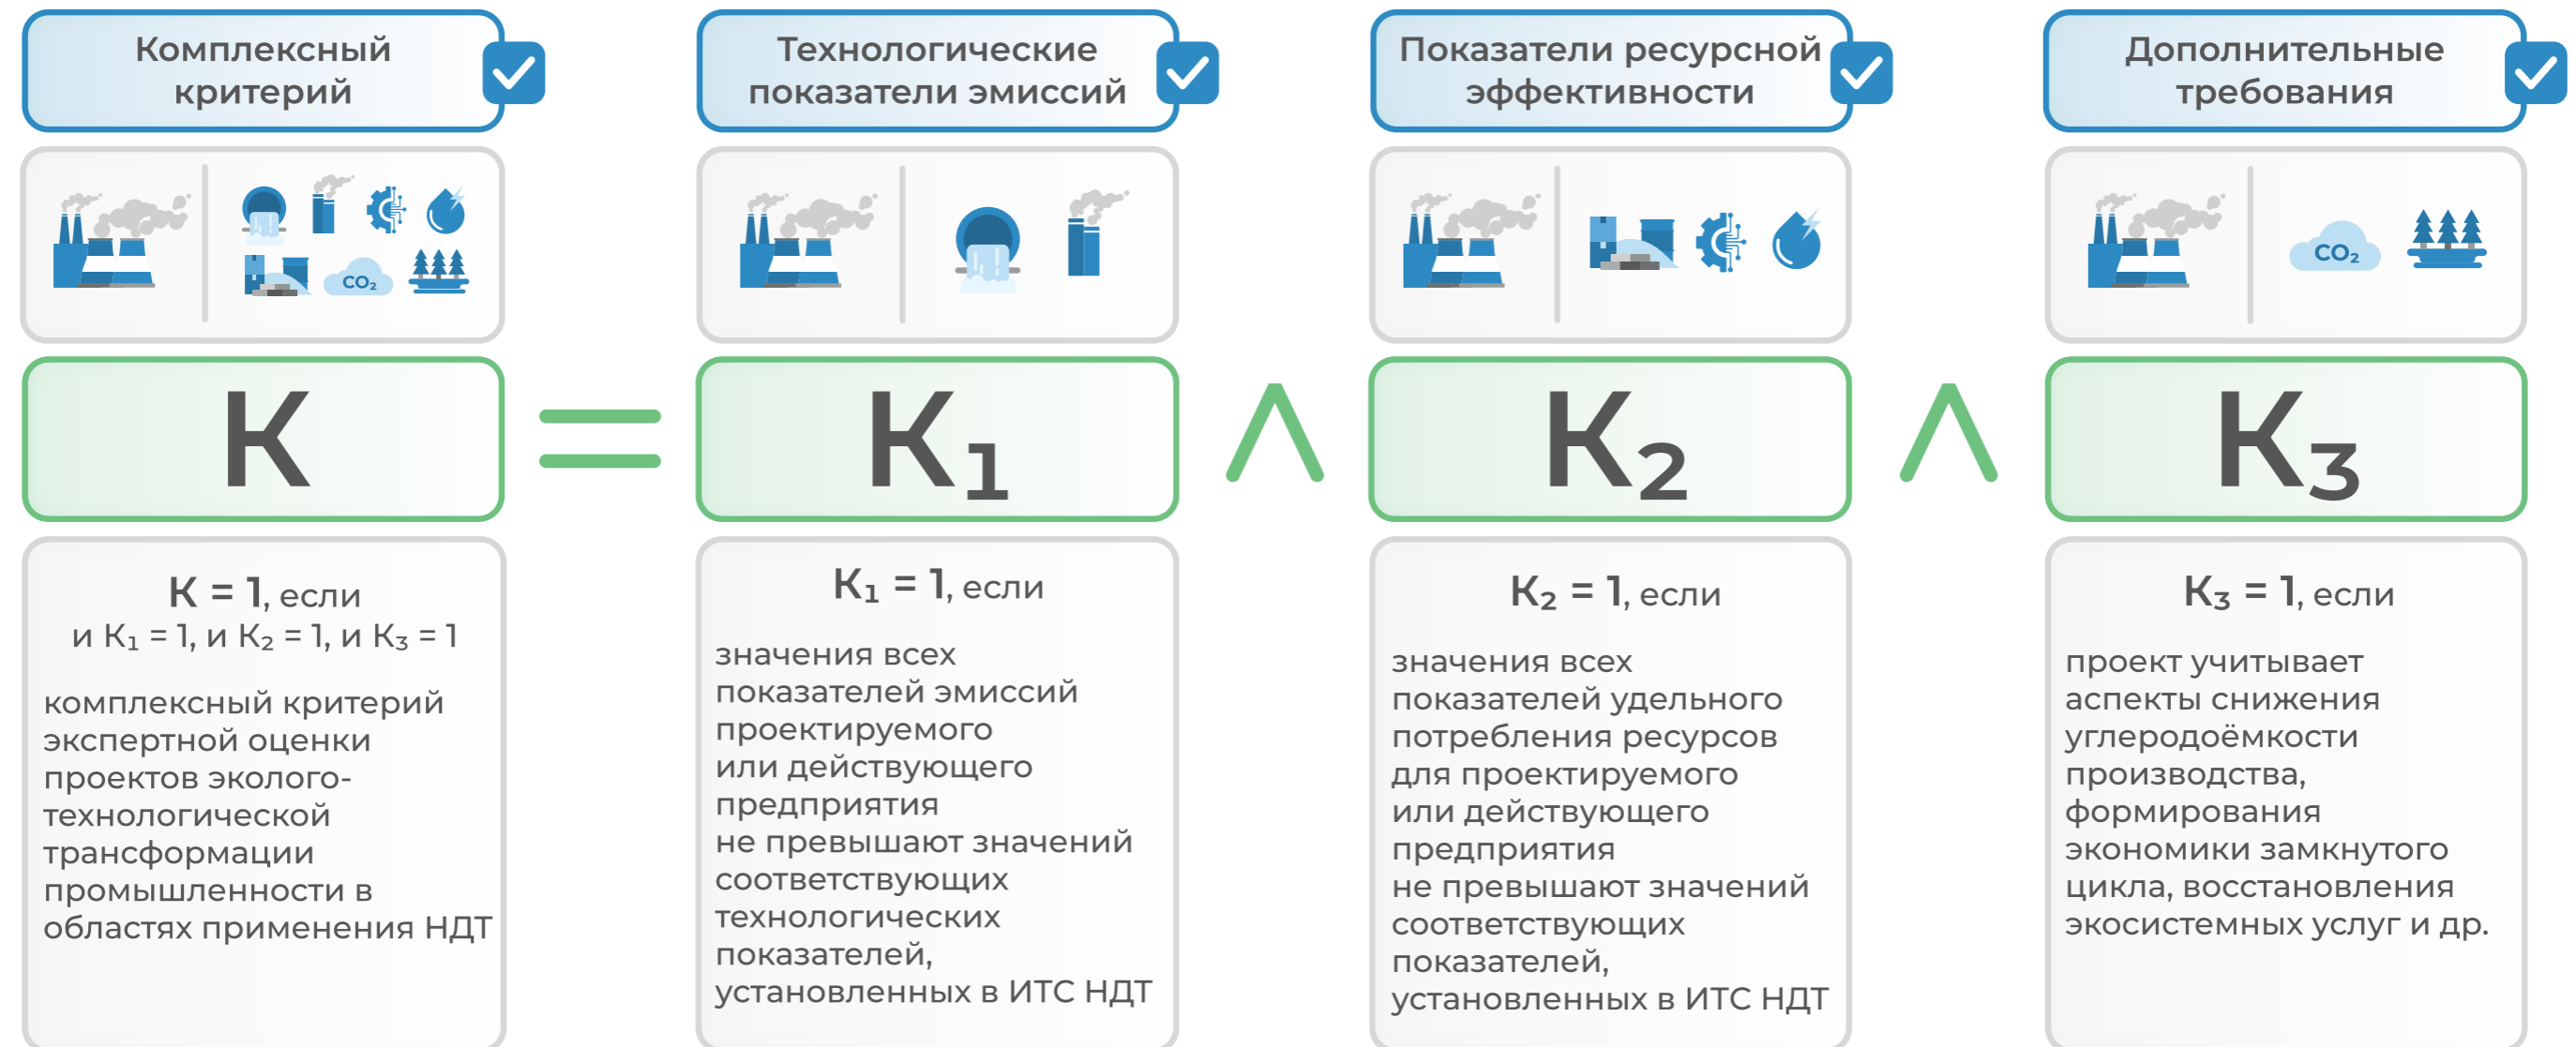 Комплексный
критерий
Технологические
показатели эмиссий
Показатели ресурсной
эффективности
Дополнительные
требования
CO₂
CO₂
К
=
К₁
∧
К₂
∧
К₃
К = 1, если
и К₁ = 1, и К₂ = 1, и К₃ = 1
комплексный критерий
экспертной оценки
проектов эколого-
технологической
трансформации
промышленности в
областях применения НДТ
К₁ = 1, если
значения всех
показателей эмиссий
проектируемого
или действующего
предприятия
не превышают значений
соответствующих
технологических
показателей,
установленных в ИТС НДТ
К₂ = 1, если
значения всех
показателей удельного
потребления ресурсов
для проектируемого
или действующего
предприятия
не превышают значений
соответствующих
показателей,
установленных в ИТС НДТ
К₃ = 1, если
проект учитывает
аспекты снижения
углеродоёмкости
производства,
формирования
экономики замкнутого
цикла, восстановления
экосистемных услуг и др.